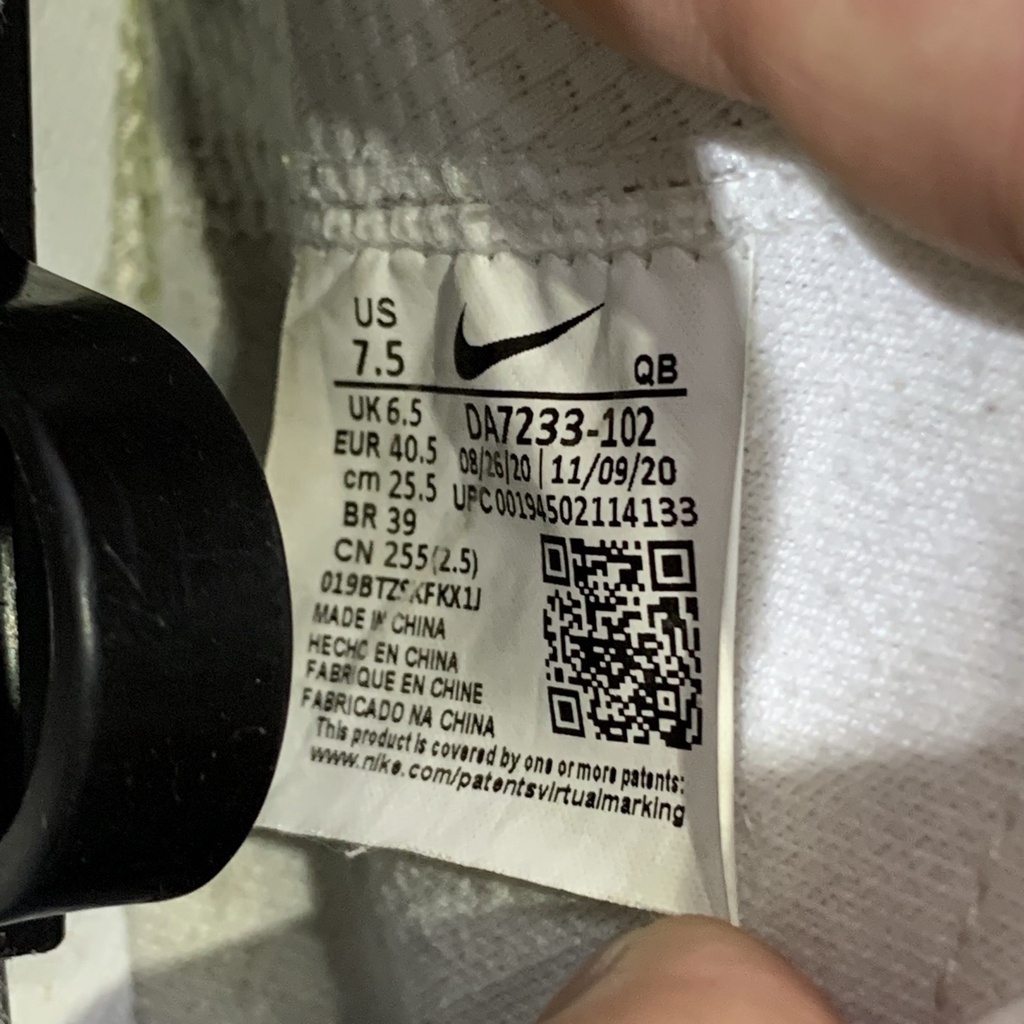 US
7.5
QB
UK 6.5
DA7233-102
EUR 40.5
08/26/20 | 11/09/20
cm 25.5
UPC 00194502114133
BR 39
CN 255(2.5)
MADE IN CHINA
HECHO EN CHINA
FABRIQUE EN CHINE
FABRICADO NA CHINA
This product is covered by one or more patents:
www.nike.com/patentsvirtualmarking